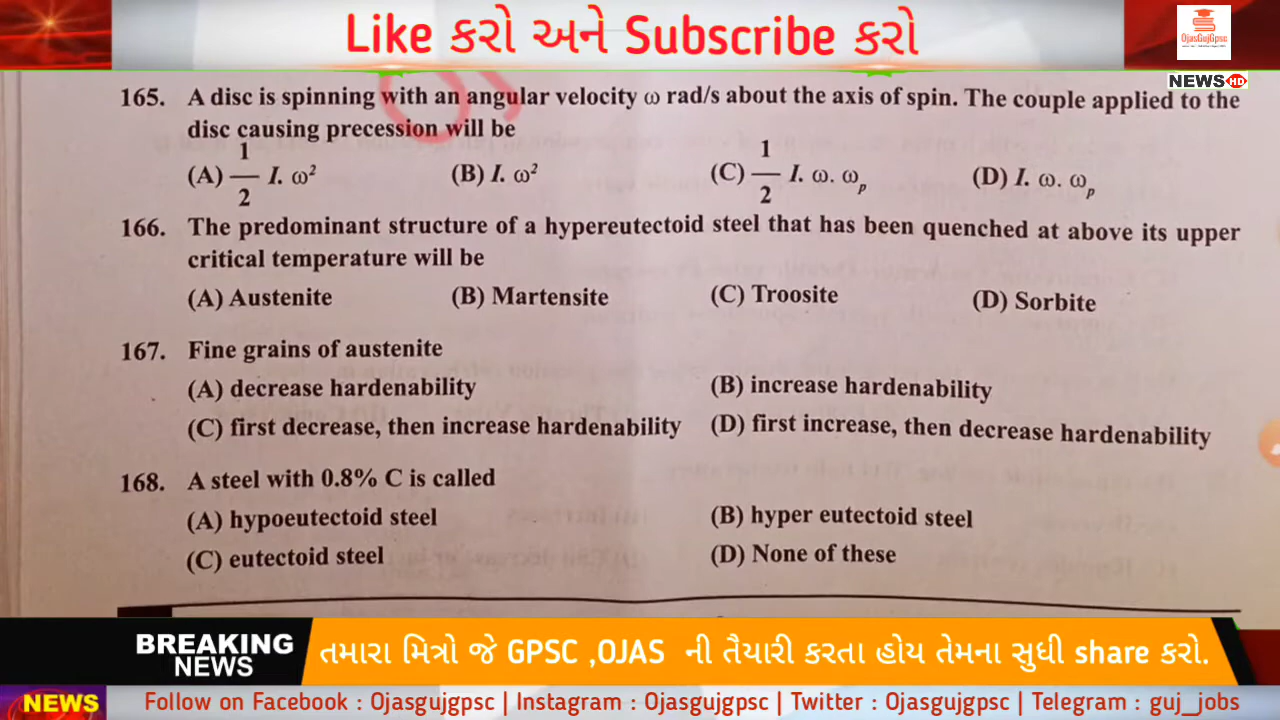 Like કરો અને Subscribe કરો
OjasGujGpsc
NEWS HD
165. A disc is spinning with an angular velocity ω rad/s about the axis of spin. The couple applied to the
disc causing precession will be
(A) 1/2 I. ω² (B) I. ω² (C) 1/2 I. ω. ωₚ (D) I. ω. ωₚ
166. The predominant structure of a hypereutectoid steel that has been quenched at above its upper
critical temperature will be
(A) Austenite (B) Martensite (C) Troosite (D) Sorbite
167. Fine grains of austenite
(A) decrease hardenability (B) increase hardenability
(C) first decrease, then increase hardenability (D) first increase, then decrease hardenability
168. A steel with 0.8% C is called
(A) hypoeutectoid steel (B) hyper eutectoid steel
(C) eutectoid steel (D) None of these
BREAKING
NEWS
તમારા મિત્રો જે GPSC ,OJAS ની તૈયારી કરતા હોય તેમના સુધી share કરો.
NEWS
Follow on Facebook : Ojasgujgpsc | Instagram : Ojasgujgpsc | Twitter : Ojasgujgpsc | Telegram : guj_jobs